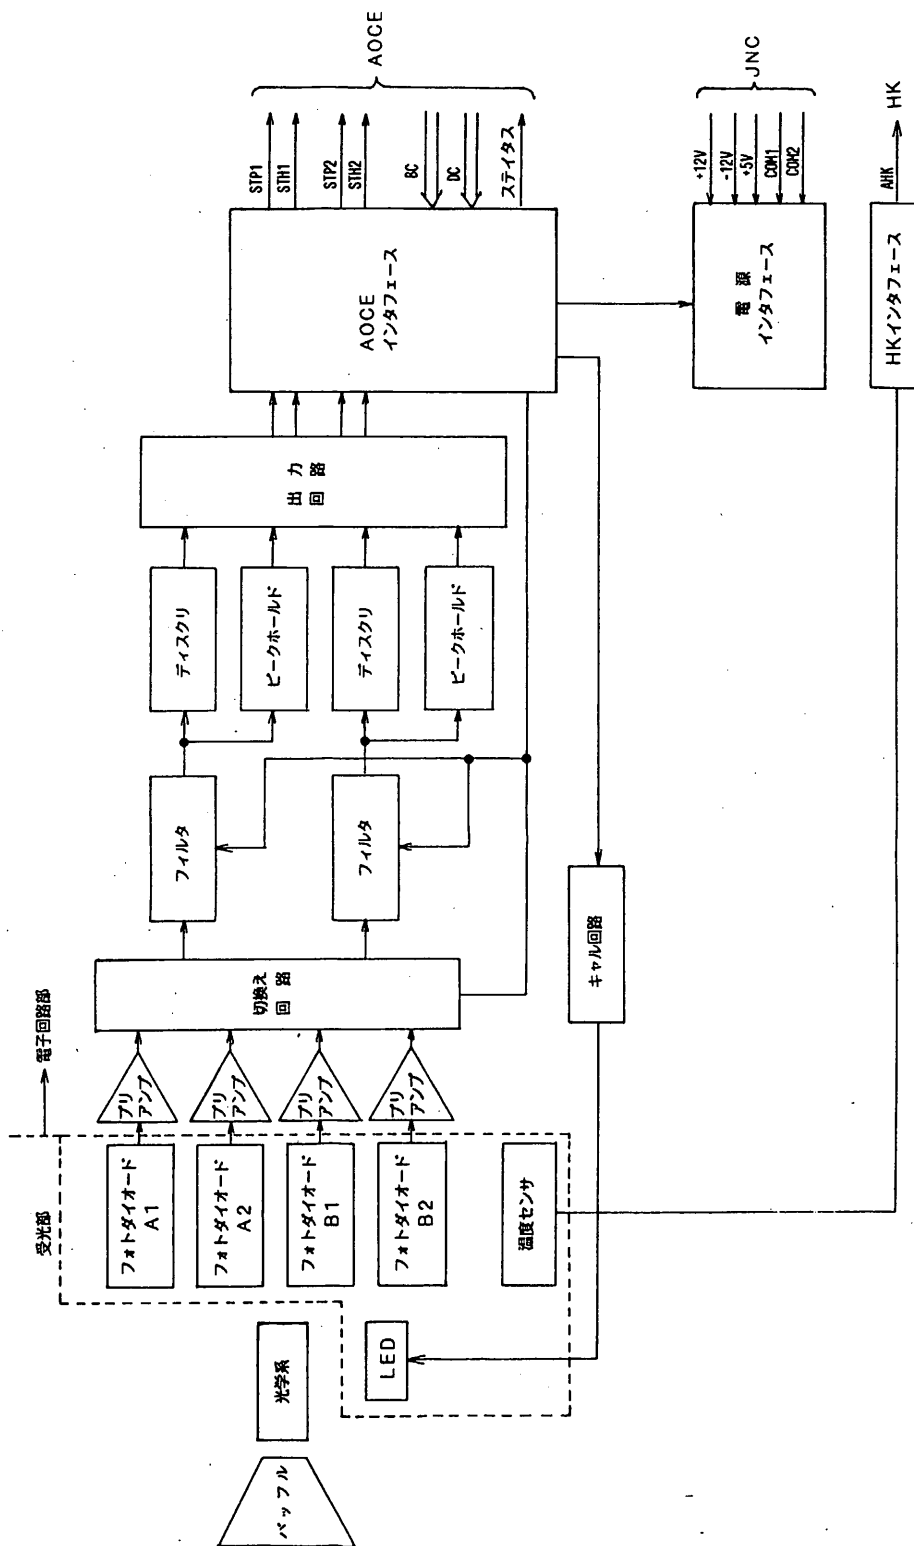 バッフル
光学系
受光部
電子回路部
フォトダイオード
A1
フォトダイオード
A2
フォトダイオード
B1
フォトダイオード
B2
LED
温度センサ
プリ
アンプ
プリ
アンプ
プリ
アンプ
プリ
アンプ
切換え
回路
フィルタ
フィルタ
ディスクリ
ピークホールド
ディスクリ
ピークホールド
出力
回路
キャル回路
AOCE
インタフェース
STP1
STH1
STP2
STH2
BC
DC
ステイタス
AOCE
電源
インタフェース
+12V
-12V
+5V
COM1
COM2
JNC
HKインタフェース
AHK
HK